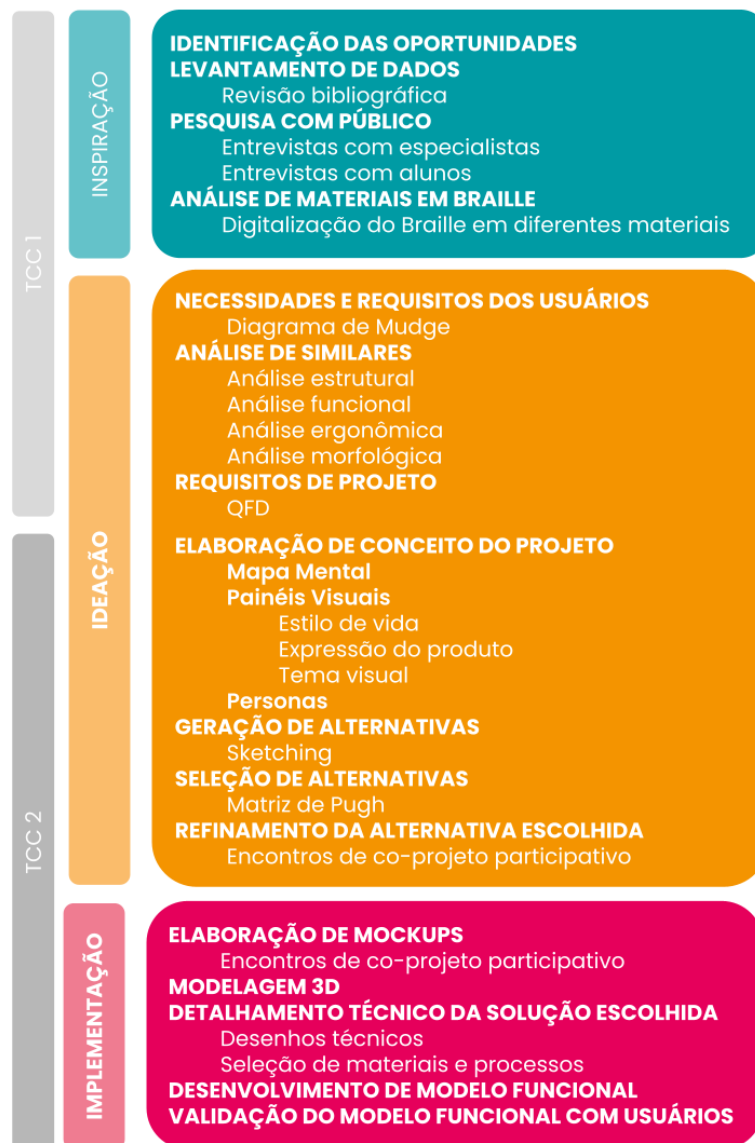 TCC 1
INSPIRAÇÃO
IDENTIFICAÇÃO DAS OPORTUNIDADES
LEVANTAMENTO DE DADOS
Revisão bibliográfica
PESQUISA COM PÚBLICO
Entrevistas com especialistas
Entrevistas com alunos
ANÁLISE DE MATERIAIS EM BRAILLE
Digitalização do Braille em diferentes materiais
IDEAÇÃO
NECESSIDADES E REQUISITOS DOS USUÁRIOS
Diagrama de Mudge
ANÁLISE DE SIMILARES
Análise estrutural
Análise funcional
Análise ergonômica
Análise morfológica
REQUISITOS DE PROJETO
QFD
TCC 2
ELABORAÇÃO DE CONCEITO DO PROJETO
Mapa Mental
Painéis Visuais
Estilo de vida
Expressão do produto
Tema visual
Personas
GERAÇÃO DE ALTERNATIVAS
Sketching
SELEÇÃO DE ALTERNATIVAS
Matriz de Pugh
REFINAMENTO DA ALTERNATIVA ESCOLHIDA
Encontros de co-projeto participativo
IMPLEMENTAÇÃO
ELABORAÇÃO DE MOCKUPS
Encontros de co-projeto participativo
MODELAGEM 3D
DETALHAMENTO TÉCNICO DA SOLUÇÃO ESCOLHIDA
Desenhos técnicos
Seleção de materiais e processos
DESENVOLVIMENTO DE MODELO FUNCIONAL
VALIDAÇÃO DO MODELO FUNCIONAL COM USUÁRIOS